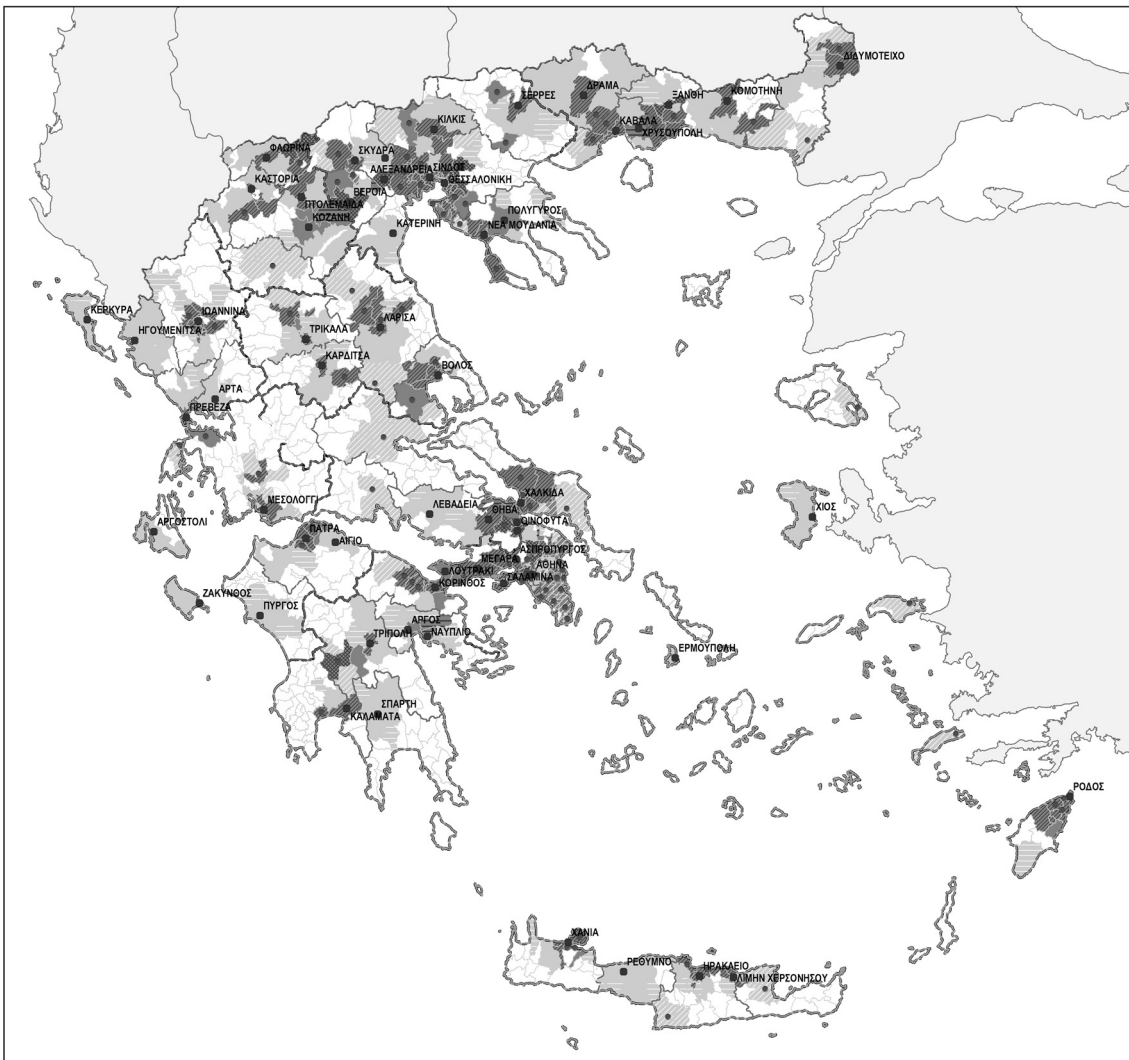 ΔΙΔΥΜΟΤΕΙΧΟ
ΞΑΝΘΗ
ΔΡΑΜΑ
ΚΟΜΟΤΗΝΗ
ΣΕΡΡΕΣ
ΚΑΒΑΛΑ
ΚΙΛΚΙΣ
ΧΡΥΣΟΥΠΟΛΗ
ΦΛΩΡΙΝΑ
ΣΚΥΔΡΑ
ΣΙΝΔΟΣ
ΑΛΕΞΑΝΔΡΕΙΑ
ΘΕΣΣΑΛΟΝΙΚΗ
ΚΑΣΤΟΡΙΑ
ΒΕΡΟΙΑ
ΠΤΟΛΕΜΑΙΔΑ
ΠΟΛΥΓΥΡΟΣ
ΚΟΖΑΝΗ
ΚΑΤΕΡΙΝΗ
ΝΕΑ ΜΟΥΔΑΝΙΑ
ΚΕΡΚΥΡΑ
ΙΩΑΝΝΙΝΑ
ΛΑΡΙΣΑ
ΗΓΟΥΜΕΝΙΤΣΑ
ΤΡΙΚΑΛΑ
ΚΑΡΔΙΤΣΑ
ΒΟΛΟΣ
ΑΡΤΑ
ΠΡΕΒΕΖΑ
ΧΑΛΚΙΔΑ
ΛΕΒΑΔΕΙΑ
ΜΕΣΟΛΟΓΓΙ
ΘΗΒΑ
ΧΙΟΣ
ΟΙΝΟΦΥΤΑ
ΑΡΓΟΣΤΟΛΙ
ΠΑΤΡΑ
ΑΙΓΙΟ
ΑΣΠΡΟΠΥΡΓΟΣ
ΜΕΓΑΡΑ
ΑΘΗΝΑ
ΛΟΥΤΡΑΚΙ
ΣΑΛΑΜΙΝΑ
ΚΟΡΙΝΘΟΣ
ΖΑΚΥΝΘΟΣ
ΠΥΡΓΟΣ
ΑΡΓΟΣ
ΤΡΙΠΟΛΗ
ΝΑΥΠΛΙΟ
ΕΡΜΟΥΠΟΛΗ
ΣΠΑΡΤΗ
ΚΑΛΑΜΑΤΑ
ΡΟΔΟΣ
ΧΑΝΙΑ
ΡΕΘΥΜΝΟ
ΗΡΑΚΛΕΙΟ
ΛΙΜΗΝ ΧΕΡΣΟΝΗΣΟΥ